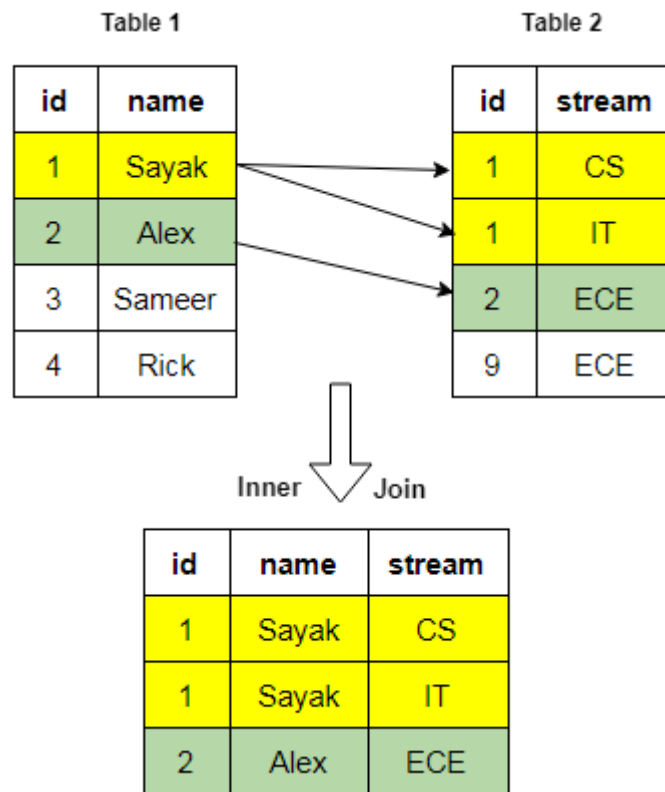 Table 1 Table 2
id name id stream
1 Sayak 1 CS
2 Alex 1 IT
3 Sameer 2 ECE
4 Rick 9 ECE
Inner Join
id name stream
1 Sayak CS
1 Sayak IT
2 Alex ECE